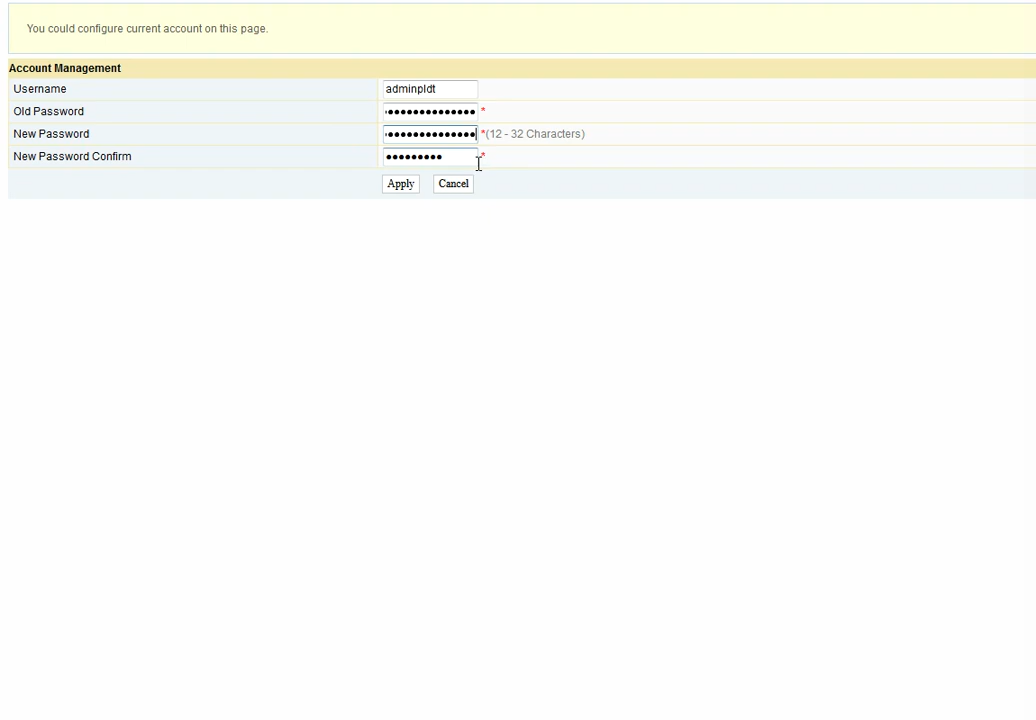 You could configure current account on this page.
Account Management
Username adminpldt
Old Password ••••••••••••••• *
New Password ••••••••••••••• *(12 - 32 Characters)
New Password Confirm ••••••••• *
Apply Cancel